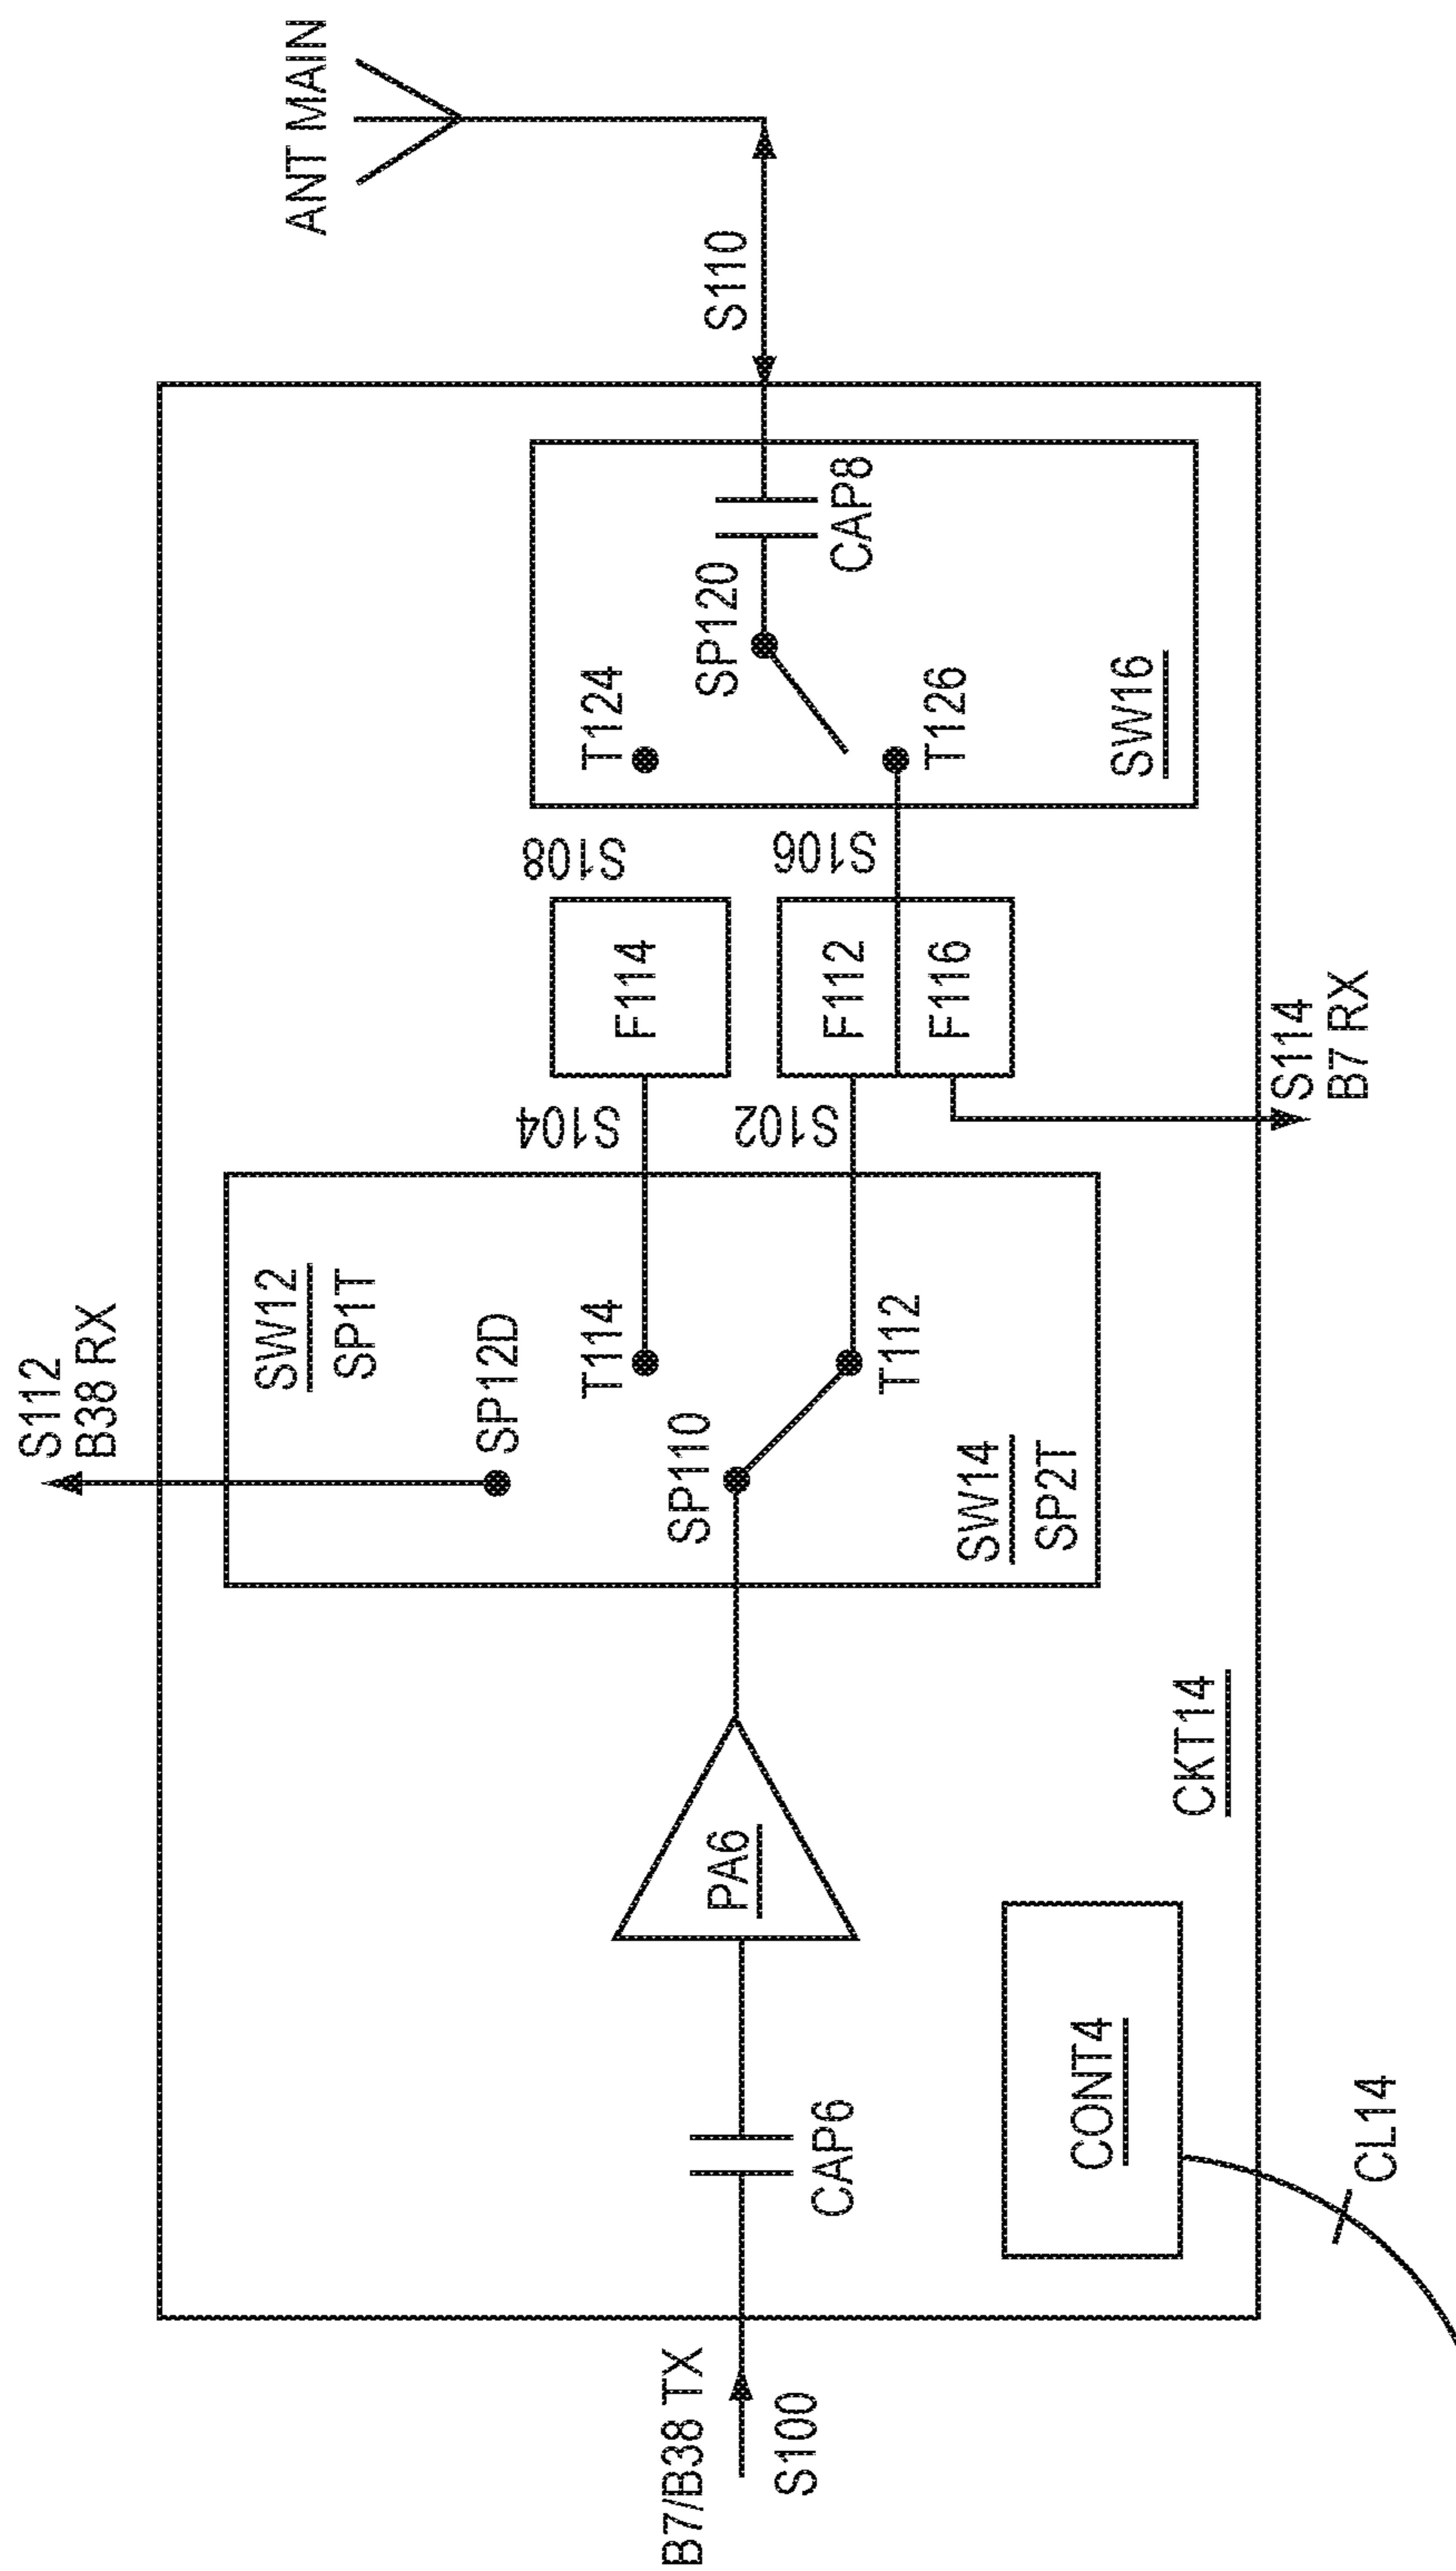 ANT MAIN
S110
S112
B38 RX
SW12
SP1T
SP12D
T114
SP110
T112
SW14
SP2T
S104
S102
F114
F112
F116
S108
S106
T124
SP120
CAP8
T126
SW16
S114
B7 RX
PA6
CKT14
CAP6
CONT4
CL14
B7/B38 TX
S100